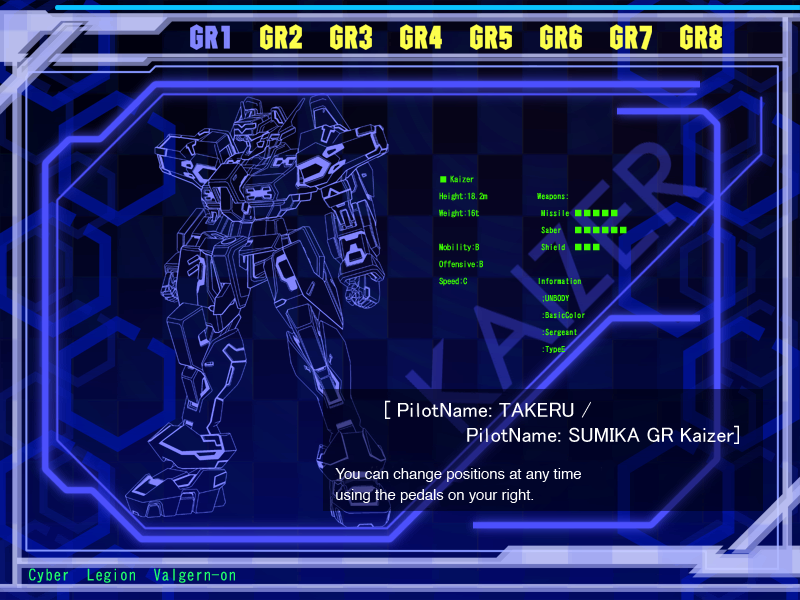 GR1 GR2 GR3 GR4 GR5 GR6 GR7 GR8
KAIZER
■ Kaizer
Height:18.2m
Weight:16t
Mobility:8
Offensive:B
Speed:C
Weapons:
Missile ■■■■■
Saber ■■■■■■
Shield ■■■
Information
:UNBODY
:BasicColor
:Sergeant
:TypeE
[ PilotName: TAKERU /
PilotName: SUMIKA GR Kaizer]
You can change positions at any time
using the pedals on your right.
Cyber Legion Valgern-on